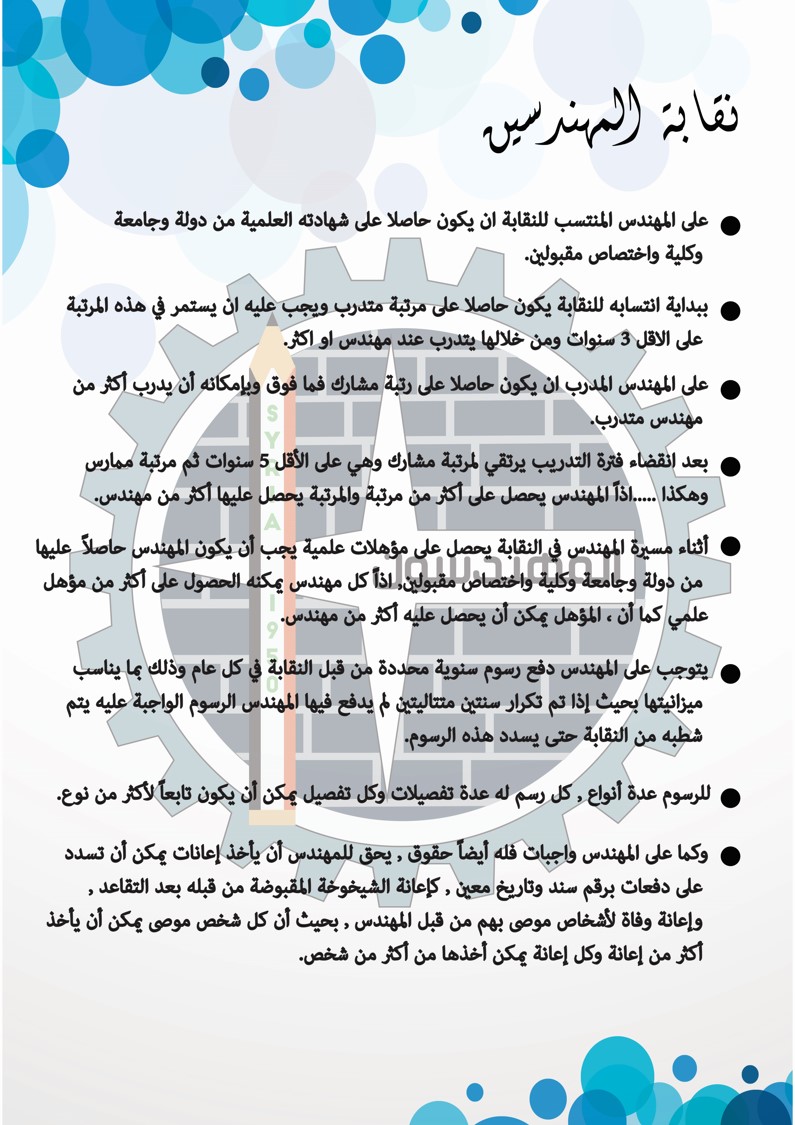 نقابة المهندسين
على المهندس المنتسب للنقابة ان يكون حاصلا على شهادته العلمية من دولة وجامعة
وكلية واختصاص مقبولين.
ببداية انتسابه للنقابة يكون حاصلا على مرتبة متدرب ويجب عليه ان يستمر في هذه المرتبة
على الاقل 3 سنوات ومن خلالها يتدرب عند مهندس او اكثر.
على المهندس المدرب ان يكون حاصلا على رتبة مشارك فما فوق وبإمكانه أن يدرب أكثر من
مهندس متدرب.
بعد انقضاء فترة التدريب يرتقي لمرتبة مشارك وهي على الأقل 5 سنوات ثم مرتبة ممارس
وهكذا .....اذاً المهندس يحصل على أكثر من مرتبة والمرتبة يحصل عليها أكثر من مهندس.
أثناء مسيرة المهندس في النقابة يحصل على مؤهلات علمية يجب أن يكون المهندس حاصلاً عليها
من دولة وجامعة وكلية واختصاص مقبولين, اذاً كل مهندس يمكنه الحصول على أكثر من مؤهل
علمي كما أن ، المؤهل يمكن أن يحصل عليه أكثر من مهندس.
يتوجب على المهندس دفع رسوم سنوية محددة من قبل النقابة في كل عام وذلك بما يناسب
ميزانيتها بحيث إذا تم تكرار سنتين متتاليتين لم يدفع فيها المهندس الرسوم الواجبة عليه يتم
شطبه من النقابة حتى يسدد هذه الرسوم.
للرسوم عدة أنواع , كل رسم له عدة تفصيلات وكل تفصيل يمكن أن يكون تابعاً لأكثر من نوع.
وكما على المهندس واجبات فله أيضاً حقوق , يحق للمهندس أن يأخذ إعانات يمكن أن تسدد
على دفعات برقم سند وتاريخ معين , كإعانة الشيخوخة المقبوضة من قبله بعد التقاعد ,
وإعانة وفاة لأشخاص موصى بهم من قبل المهندس , بحيث أن كل شخص موصى يمكن أن يأخذ
أكثر من إعانة وكل إعانة يمكن أخذها من أكثر من شخص.
SYRIA 1950
المهندسون